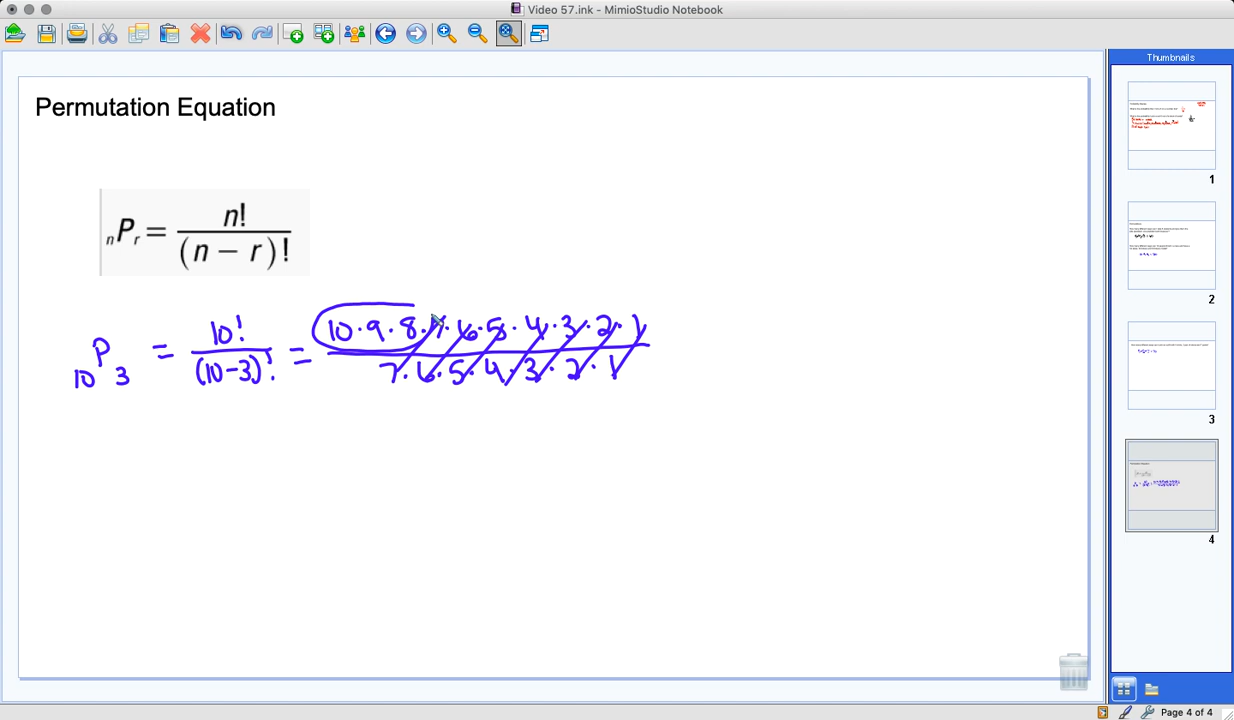 Video 57.ink - MimioStudio Notebook
Thumbnails
Permutation Equation
nPr = n! / (n − r)!
10P3 = 10! / (10-3)! = 10·9·8·7·6·5·4·3·2·1 / 7·6·5·4·3·2·1
1
2
3
4
Page 4 of 4